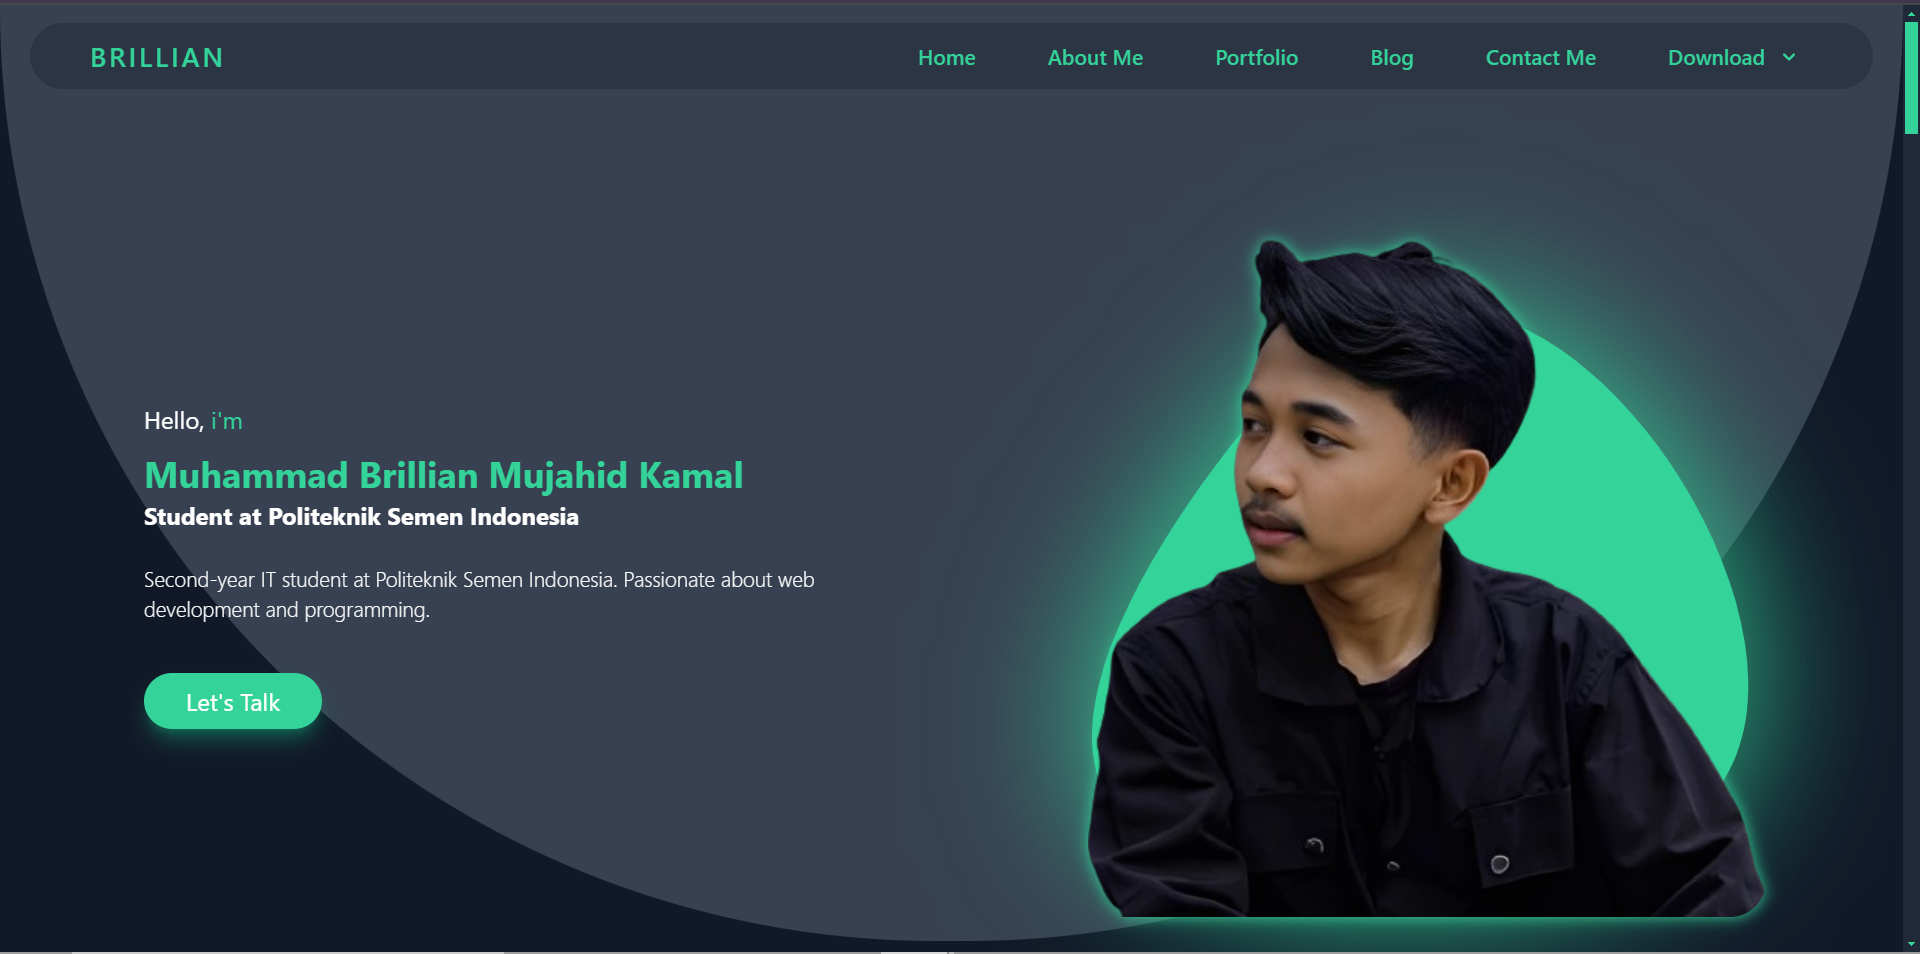 BRILLIAN
Home About Me Portfolio Blog Contact Me Download
Hello, i'm
Muhammad Brillian Mujahid Kamal
Student at Politeknik Semen Indonesia
Second-year IT student at Politeknik Semen Indonesia. Passionate about web
development and programming.
Let's Talk